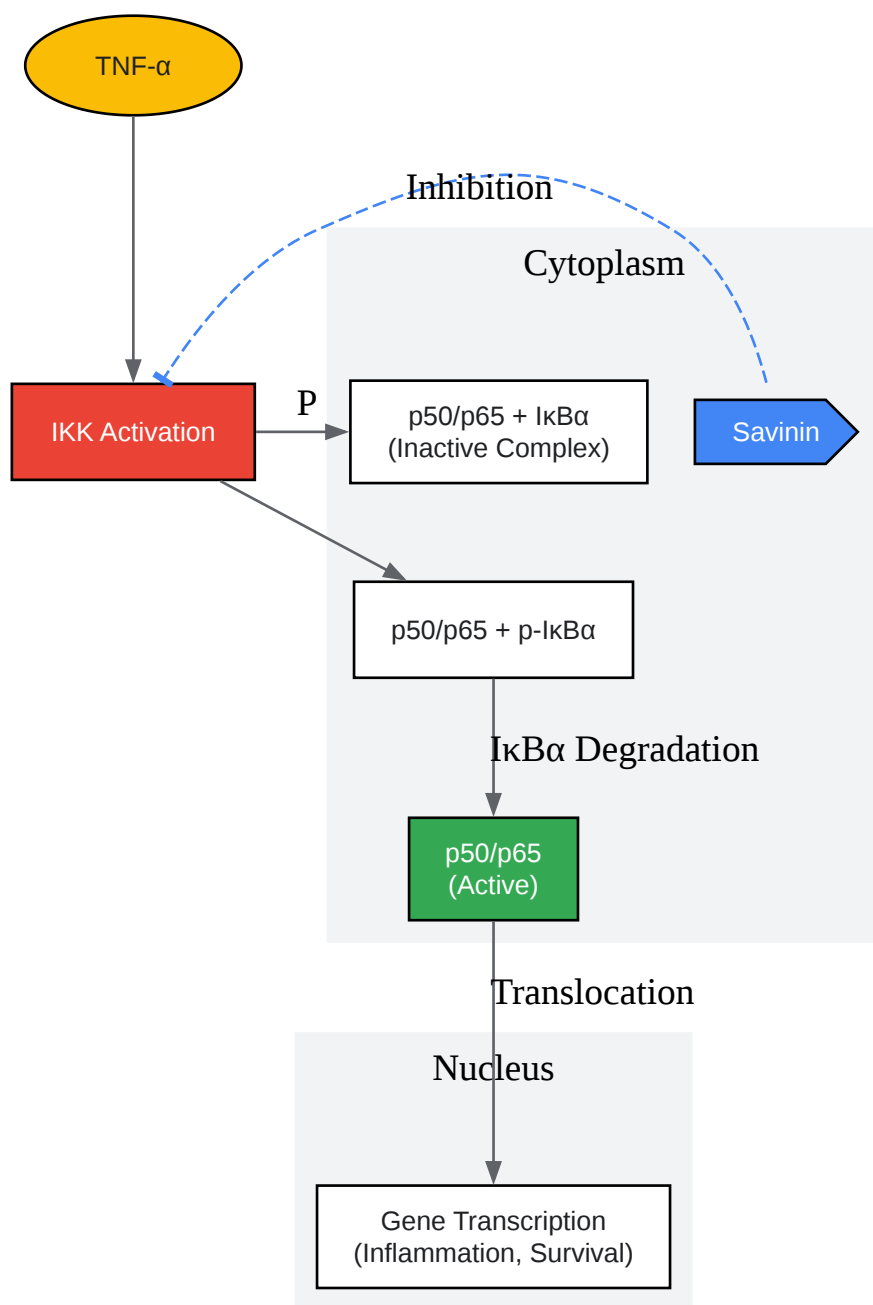 TNF-α
Inhibition
Cytoplasm
IKK Activation
P
p50/p65 + IκBα
(Inactive Complex)
Savinin
p50/p65 + p-IκBα
IκBα Degradation
p50/p65
(Active)
Translocation
Nucleus
Gene Transcription
(Inflammation, Survival)